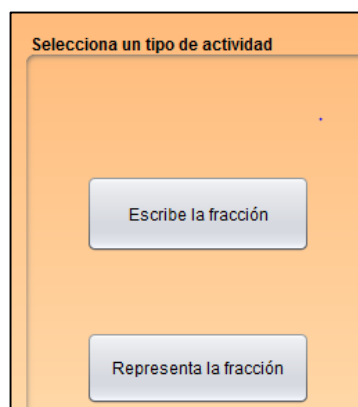 Selecciona un tipo de actividad
Escribe la fracción
Representa la fracción